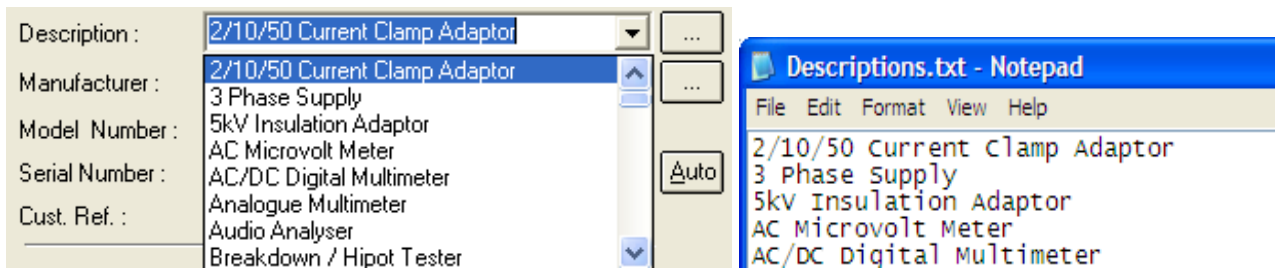 Description :
2/10/50 Current Clamp Adaptor
...
Manufacturer :
...
Model Number :
Serial Number :
Auto
Cust. Ref. :
2/10/50 Current Clamp Adaptor
3 Phase Supply
5kV Insulation Adaptor
AC Microvolt Meter
AC/DC Digital Multimeter
Analogue Multimeter
Audio Analyser
Breakdown / Hipot Tester
Descriptions.txt - Notepad
File Edit Format View Help
2/10/50 Current Clamp Adaptor
3 Phase Supply
5kV Insulation Adaptor
AC Microvolt Meter
AC/DC Digital Multimeter